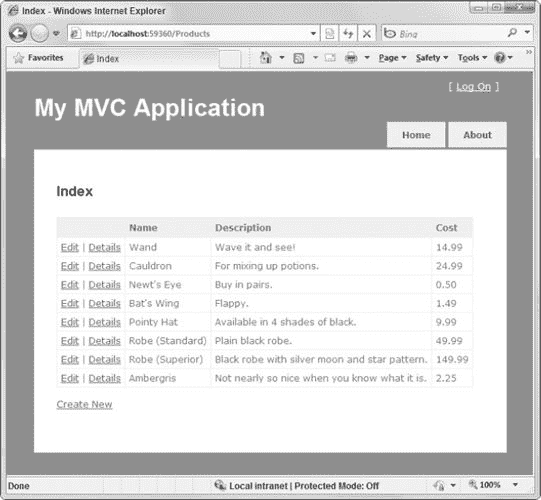 Index - Windows Internet Explorer
http://localhost:59360/Products
Bing
Favorites
Index
Page Safety Tools
[ Log On ]
My MVC Application
Home About
Index
Name Description Cost
Edit | Details Wand Wave it and see! 14.99
Edit | Details Cauldron For mixing up potions. 24.99
Edit | Details Newt's Eye Buy in pairs. 0.50
Edit | Details Bat's Wing Flappy. 1.49
Edit | Details Pointy Hat Available in 4 shades of black. 9.99
Edit | Details Robe (Standard) Plain black robe. 49.99
Edit | Details Robe (Superior) Black robe with silver moon and star pattern. 149.99
Edit | Details Ambergris Not nearly so nice when you know what it is. 2.25
Create New
Done Local intranet | Protected Mode: Off 100%